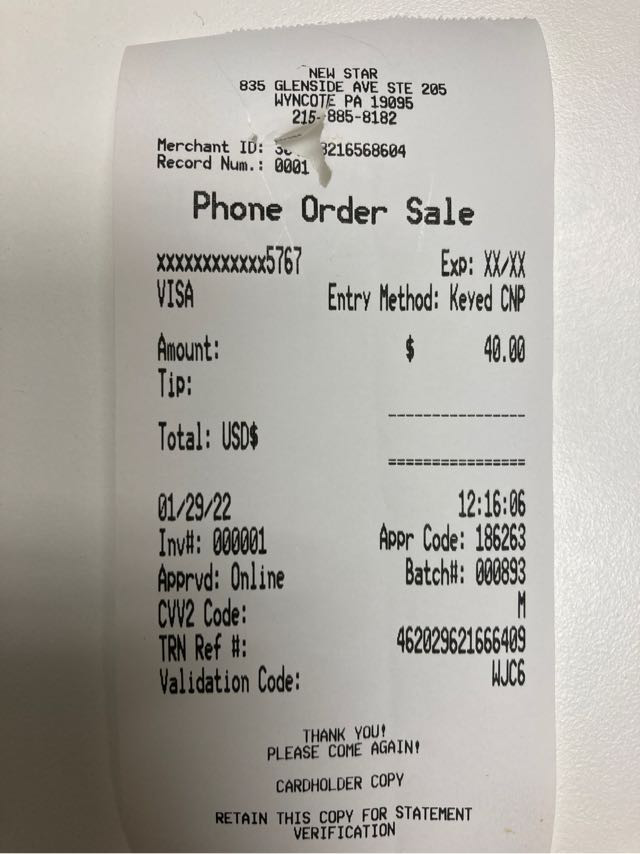 NEW STAR
835 GLENSIDE AVE STE 205
WYNCOTE PA 19095
215-885-8182
Merchant ID: 3216568604
Record Num.: 0001
Phone Order Sale
xxxxxxxxxxxx5767 Exp: XX/XX
VISA Entry Method: Keyed CNP
Amount: $ 40.00
Tip:
Total: USD$
01/29/22 12:16:06
Inv#: 000001 Appr Code: 186263
Apprvd: Online Batch#: 000893
CVV2 Code: M
TRN Ref #: 462029621666409
Validation Code: WJC6
THANK YOU!
PLEASE COME AGAIN!
CARDHOLDER COPY
RETAIN THIS COPY FOR STATEMENT
VERIFICATION